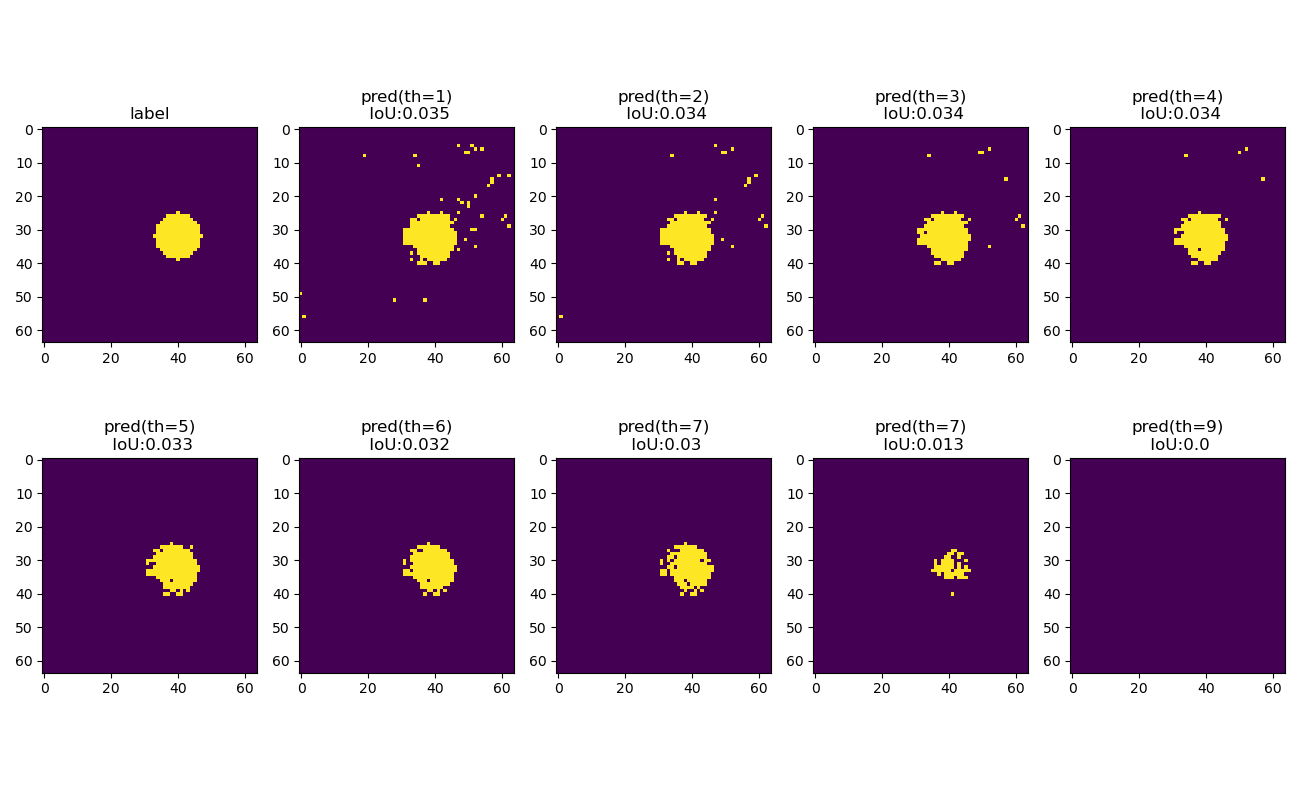 label
pred(th=1)
IoU:0.035
pred(th=2)
IoU:0.034
pred(th=3)
IoU:0.034
pred(th=4)
IoU:0.034
0
10
20
30
40
50
60
0 20 40 60
0
10
20
30
40
50
60
0 20 40 60
0
10
20
30
40
50
60
0 20 40 60
0
10
20
30
40
50
60
0 20 40 60
0
10
20
30
40
50
60
0 20 40 60
pred(th=5)
IoU:0.033
pred(th=6)
IoU:0.032
pred(th=7)
IoU:0.03
pred(th=7)
IoU:0.013
pred(th=9)
IoU:0.0
0
10
20
30
40
50
60
0 20 40 60
0
10
20
30
40
50
60
0 20 40 60
0
10
20
30
40
50
60
0 20 40 60
0
10
20
30
40
50
60
0 20 40 60
0
10
20
30
40
50
60
0 20 40 60